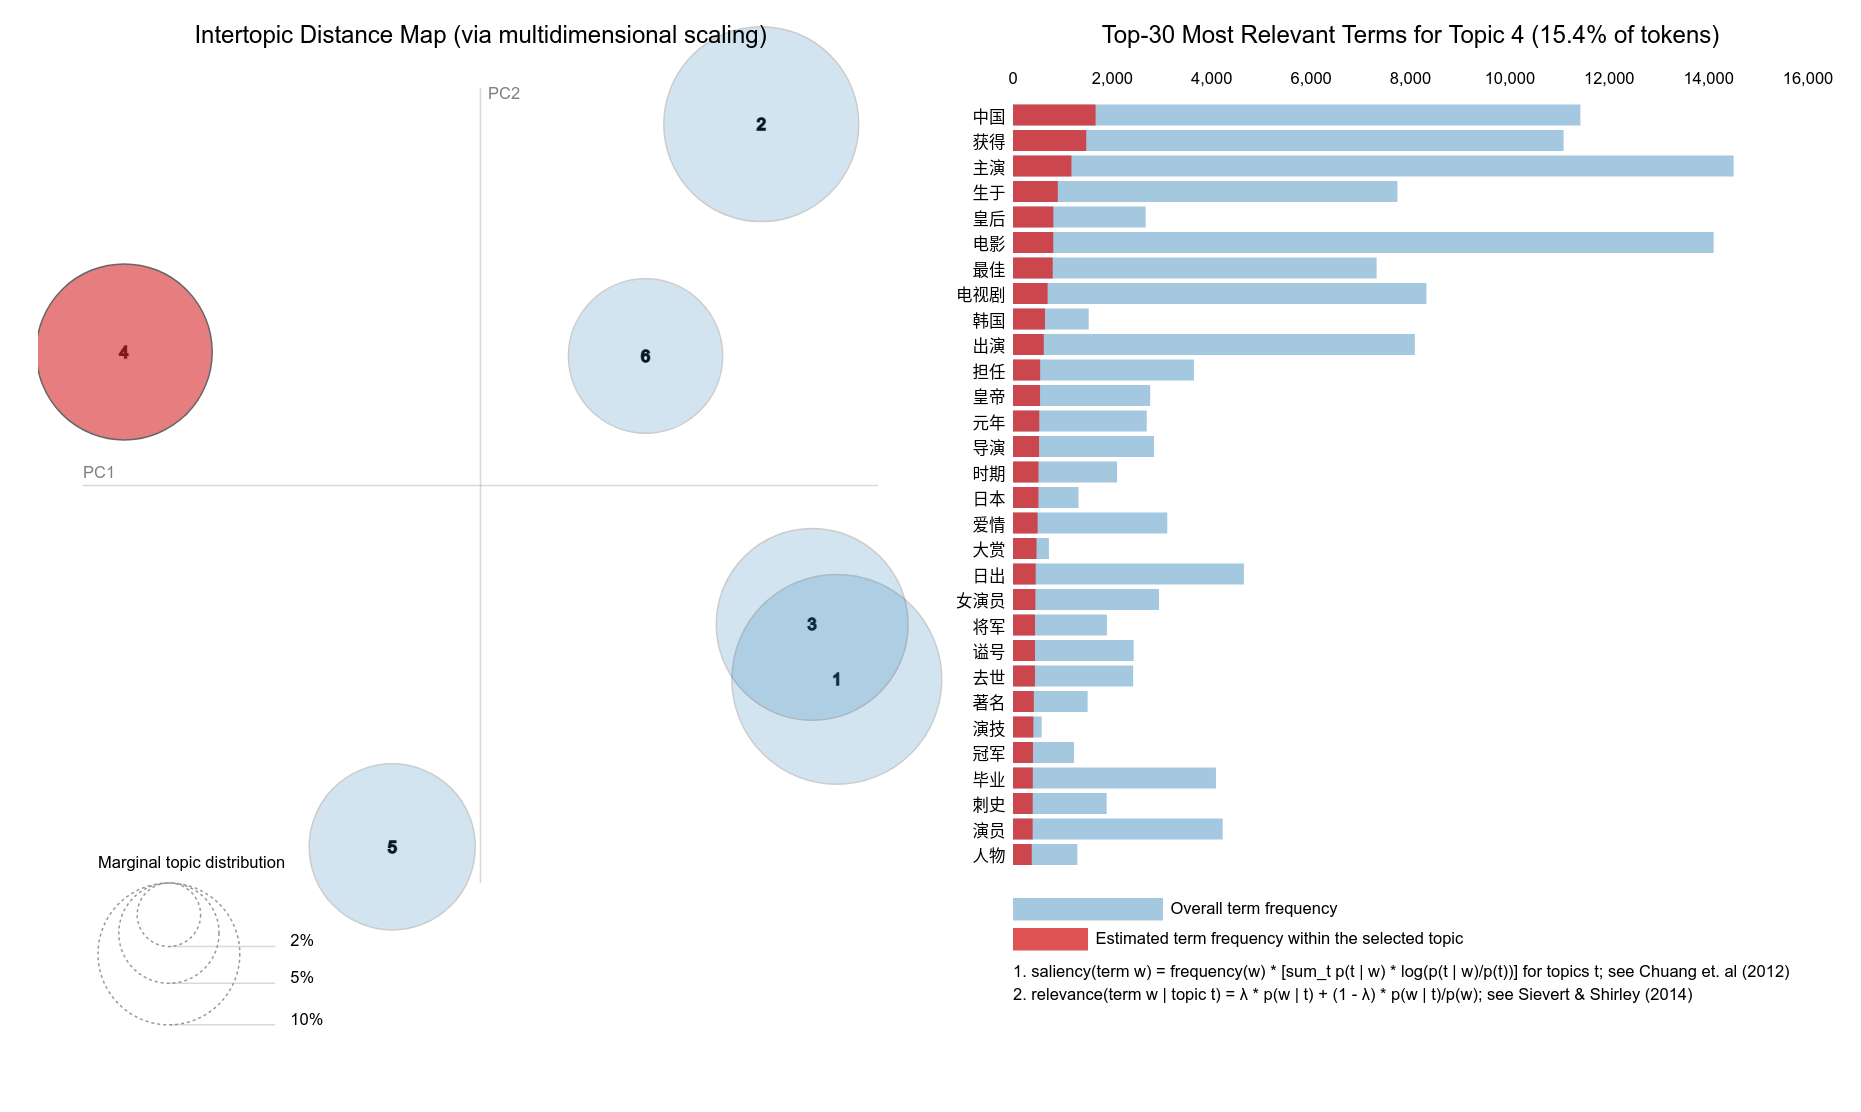 Intertopic Distance Map (via multidimensional scaling)
PC2
PC1
2
4
6
3
1
5
Marginal topic distribution
2%
5%
10%
Top-30 Most Relevant Terms for Topic 4 (15.4% of tokens)
0 2,000 4,000 6,000 8,000 10,000 12,000 14,000 16,000
中国
获得
主演
生于
皇后
电影
最佳
电视剧
韩国
出演
担任
皇帝
元年
导演
时期
日本
爱情
大赏
日出
女演员
将军
谥号
去世
著名
演技
冠军
毕业
刺史
演员
人物
Overall term frequency
Estimated term frequency within the selected topic
1. saliency(term w) = frequency(w) * [sum_t p(t | w) * log(p(t | w)/p(t))] for topics t; see Chuang et. al (2012)
2. relevance(term w | topic t) = λ * p(w | t) + (1 - λ) * p(w | t)/p(w); see Sievert & Shirley (2014)